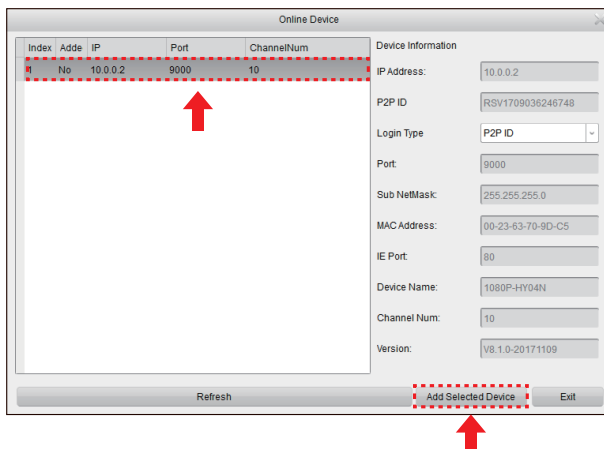 Online Device
Index Adde IP Port ChannelNum
1 No 10.0.0.2 9000 10
Device Information
IP Address: 10.0.0.2
P2P ID RSV1709036246748
Login Type P2P ID
Port: 9000
Sub NetMask: 255.255.255.0
MAC Address: 00-23-63-70-9D-C5
IE Port: 80
Device Name: 1080P-HY04N
Channel Num: 10
Version: V8.1.0-20171109
Refresh Add Selected Device Exit